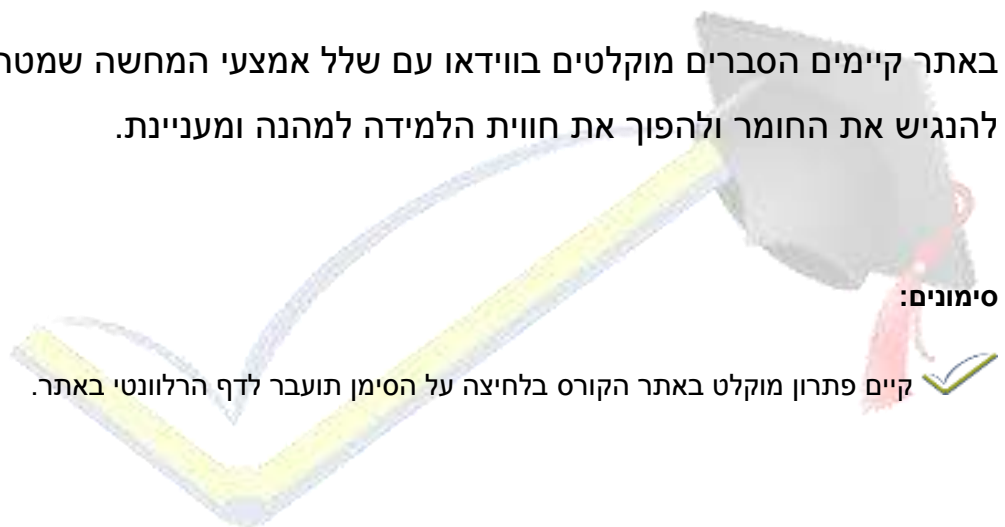 באתר קיימים הסברים מוקלטים בווידאו עם שלל אמצעי המחשה שמטר
להנגיש את החומר ולהפוך את חווית הלמידה למהנה ומעניינת.
סימונים:
קיים פתרון מוקלט באתר הקורס בלחיצה על הסימן תועבר לדף הרלוונטי באתר.